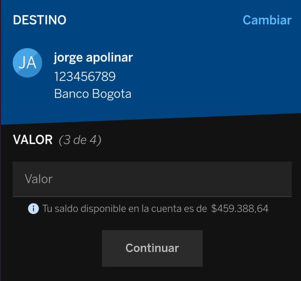 DESTINO
Cambiar
JA
jorge apolinar
123456789
Banco Bogota
VALOR (3 de 4)
Valor
Tu saldo disponible en la cuenta es de $459.388,64
Continuar